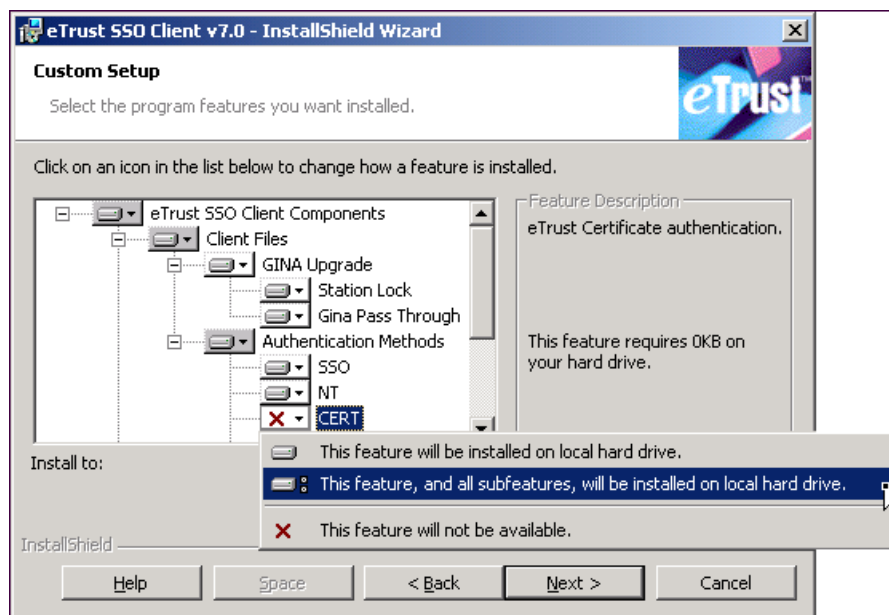 eTrust SSO Client v7.0 - InstallShield Wizard
Custom Setup
Select the program features you want installed.
eTrust™
Click on an icon in the list below to change how a feature is installed.
eTrust SSO Client Components
Client Files
GINA Upgrade
Station Lock
Gina Pass Through
Authentication Methods
SSO
NT
CERT
Feature Description
eTrust Certificate authentication.
This feature requires 0KB on
your hard drive.
Install to:
This feature will be installed on local hard drive.
This feature, and all subfeatures, will be installed on local hard drive.
This feature will not be available.
InstallShield
Help
Space
< Back
Next >
Cancel